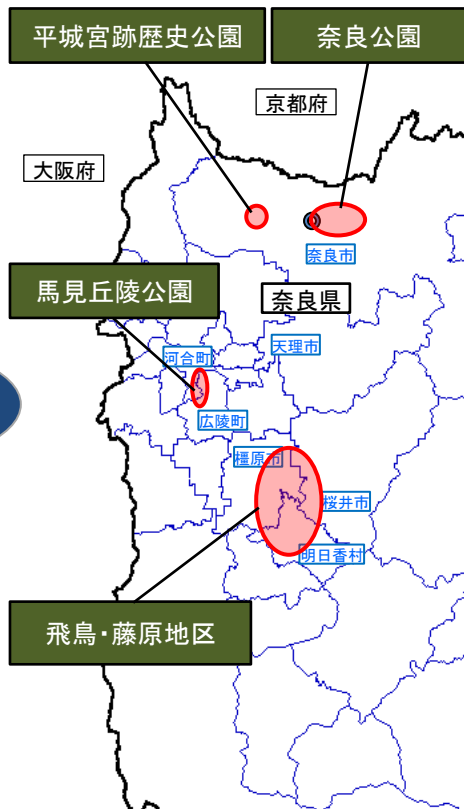 平城宮跡歴史公園
奈良公園
京都府
大阪府
奈良市
馬見丘陵公園
奈良県
天理市
河合町
広陵町
橿原市
桜井市
明日香村
飛鳥・藤原地区